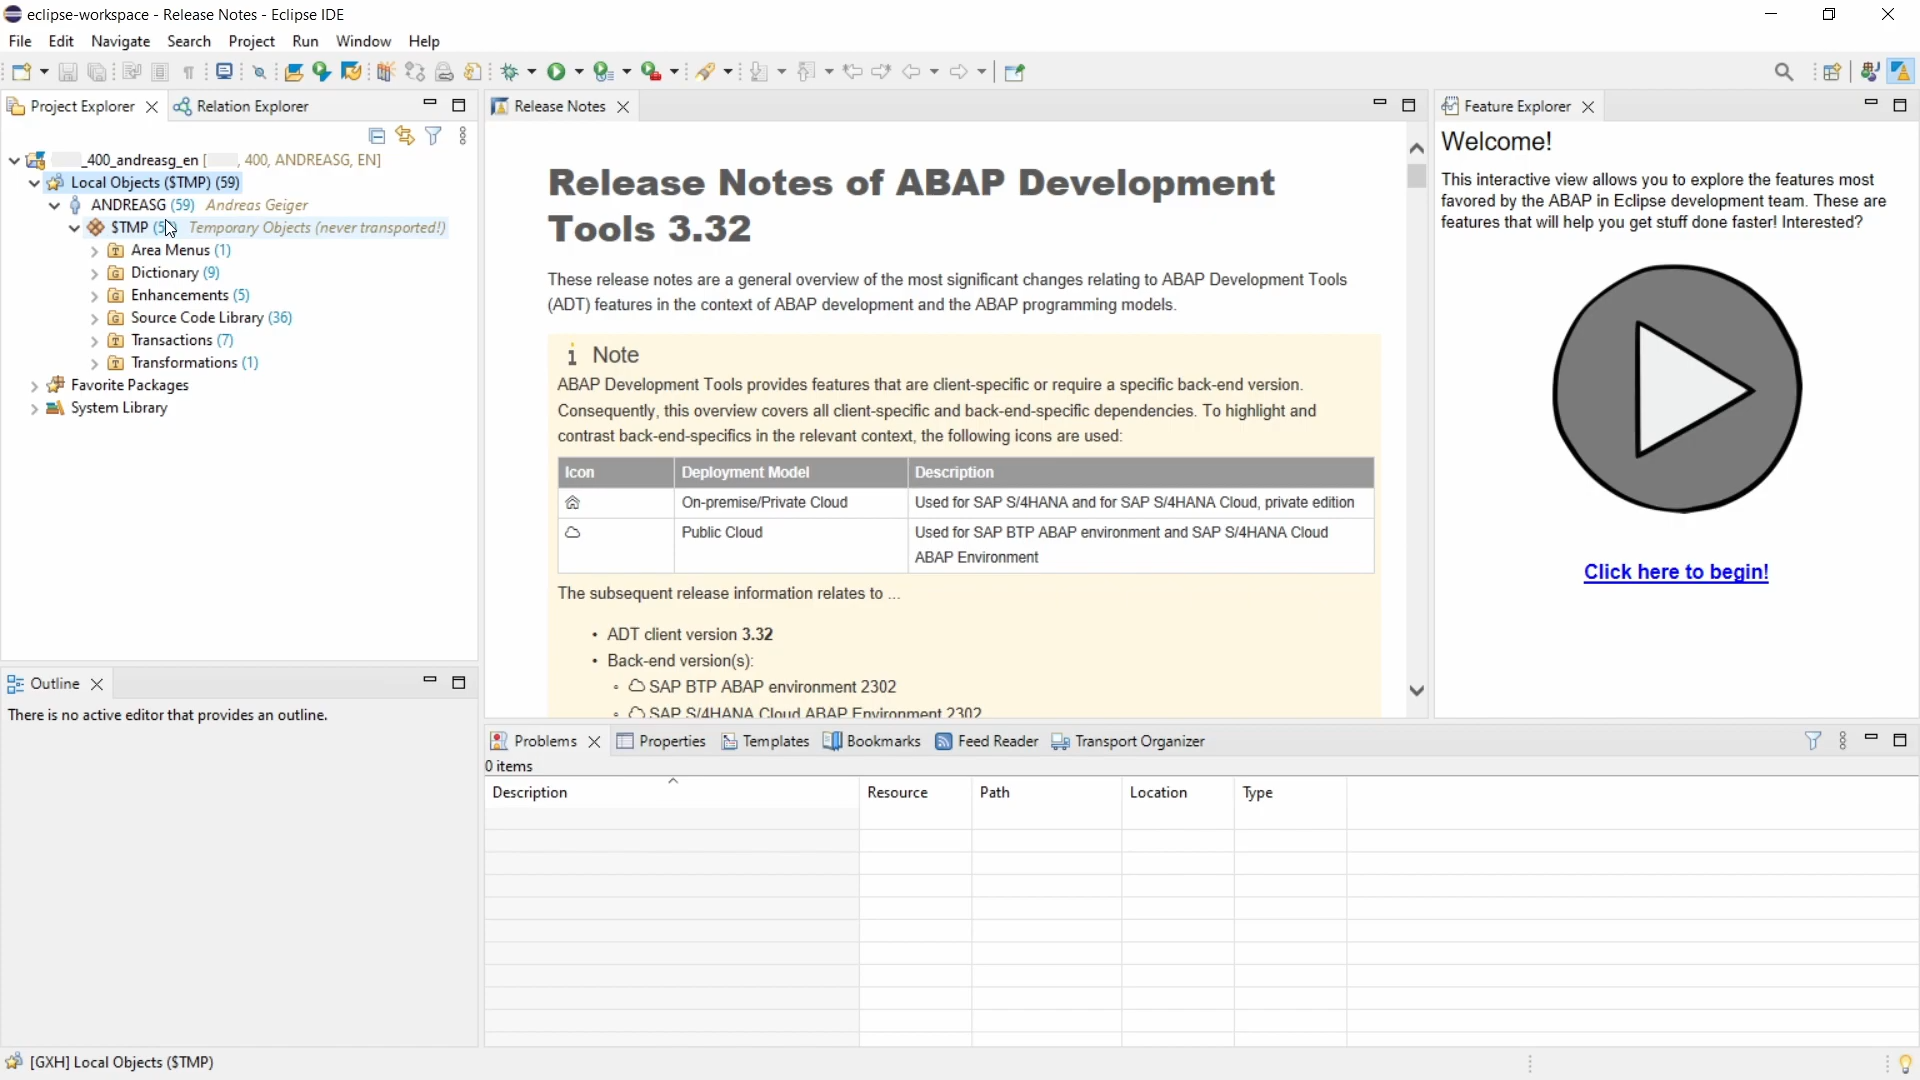 eclipse-workspace - Release Notes - Eclipse IDE
File Edit Navigate Search Project Run Window Help
Project Explorer
Relation Explorer
_400_andreasg_en [ , 400, ANDREASG, EN]
Local Objects ($TMP) (59)
ANDREASG (59) Andreas Geiger
$TMP Temporary Objects (never transported!)
Area Menus (1)
Dictionary (9)
Enhancements (5)
Source Code Library (36)
Transactions (7)
Transformations (1)
Favorite Packages
System Library
Outline
There is no active editor that provides an outline.
Release Notes
Release Notes of ABAP Development
Tools 3.32
These release notes are a general overview of the most significant changes relating to ABAP Development Tools
(ADT) features in the context of ABAP development and the ABAP programming models.
i Note
ABAP Development Tools provides features that are client-specific or require a specific back-end version.
Consequently, this overview covers all client-specific and back-end-specific dependencies. To highlight and
contrast back-end-specifics in the relevant context, the following icons are used:
Icon Deployment Model Description
On-premise/Private Cloud Used for SAP S/4HANA and for SAP S/4HANA Cloud, private edition
Public Cloud Used for SAP BTP ABAP environment and SAP S/4HANA Cloud
ABAP Environment
The subsequent release information relates to ...
• ADT client version 3.32
• Back-end version(s):
◦ SAP BTP ABAP environment 2302
◦ SAP S/4HANA Cloud ABAP Environment 2302
Feature Explorer
Welcome!
This interactive view allows you to explore the features most
favored by the ABAP in Eclipse development team. These are
features that will help you get stuff done faster! Interested?
Click here to begin!
Problems Properties Templates Bookmarks Feed Reader Transport Organizer
0 items
Description Resource Path Location Type
[GXH] Local Objects ($TMP)